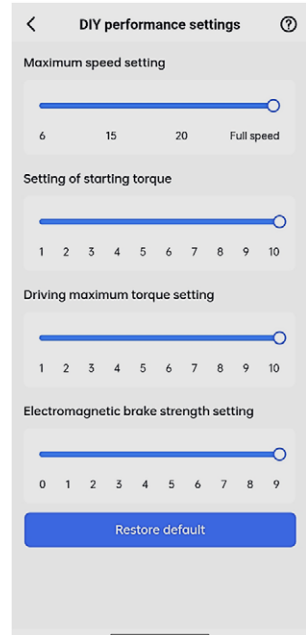 DIY performance settings
Maximum speed setting
6 15 20 Full speed
Setting of starting torque
1 2 3 4 5 6 7 8 9 10
Driving maximum torque setting
1 2 3 4 5 6 7 8 9 10
Electromagnetic brake strength setting
0 1 2 3 4 5 6 7 8 9
Restore default